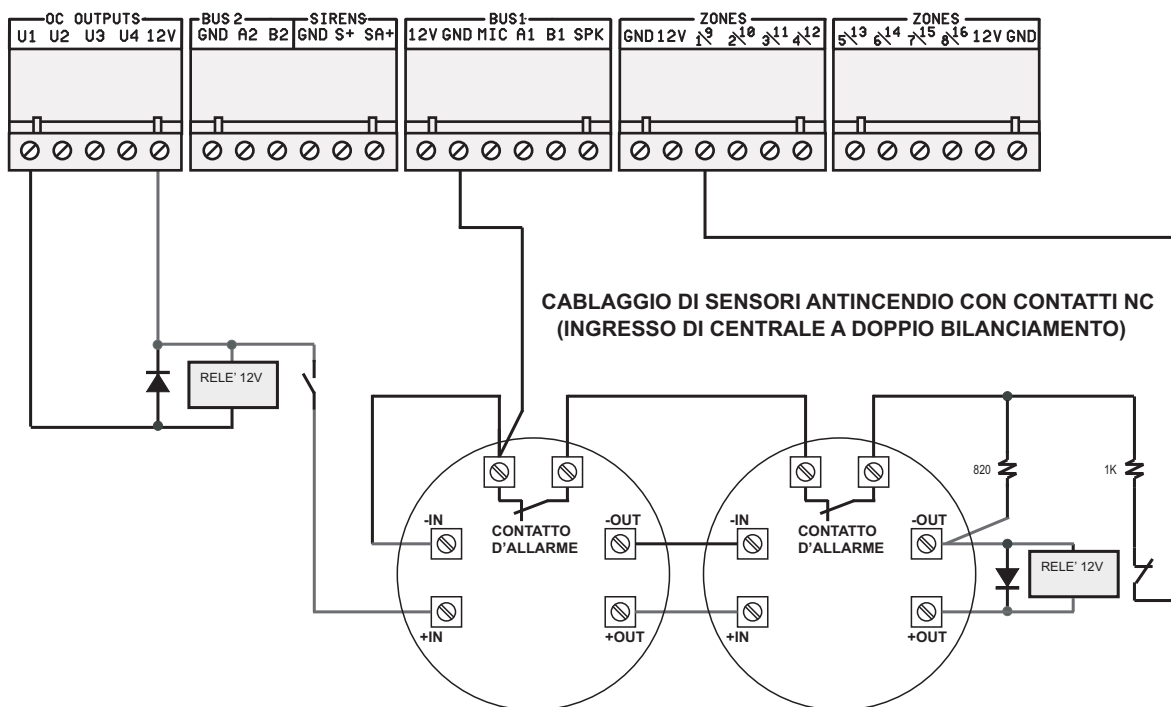 OC OUTPUTS
U1 U2 U3 U4 12V
BUS 2 SIRENS
GND A2 B2 GND S+ SA+
BUS1
12V GND MIC A1 B1 SPK
ZONES
GND 12V 1 9 2 10 3 11 4 12
ZONES
5 13 6 14 7 15 8 16 12V GND
CABLAGGIO DI SENSORI ANTINCENDIO CON CONTATTI NC
(INGRESSO DI CENTRALE A DOPPIO BILANCIAMENTO)
RELE' 12V
820
1K
-IN
CONTATTO
D'ALLARME
-OUT
+IN
+OUT
-IN
CONTATTO
D'ALLARME
-OUT
+IN
+OUT
RELE' 12V